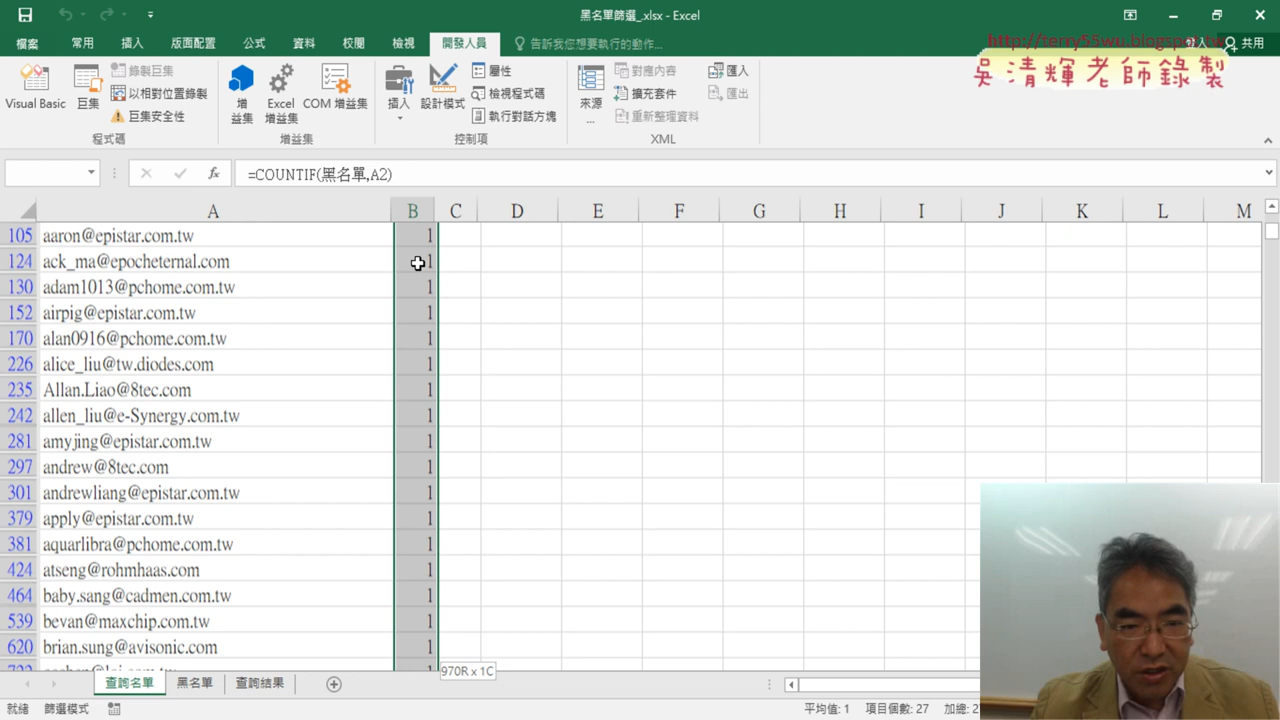 黑名單篩選_.xlsx - Excel
檔案 常用 插入 版面配置 公式 資料 校閱 檢視 開發人員 告訴我您想要執行的動作... 共用
http://terry55wu.blogspot.tw
吳清輝老師錄製
Visual Basic 巨集 錄製巨集 以相對位置錄製 巨集安全性 程式碼
增益集 Excel 增益集 COM 增益集 增益集
插入 設計模式 屬性 檢視程式碼 執行對話方塊 控制項
來源... 對應內容 擴充套件 重新整理資料 匯入 匯出 XML
fx =COUNTIF(黑名單,A2)
A B C D E F G H I J K L M
105 aaron@epistar.com.tw 1
124 ack_ma@epocheternal.com 1
130 adam1013@pchome.com.tw 1
152 airpig@epistar.com.tw 1
170 alan0916@pchome.com.tw 1
226 alice_liu@tw.diodes.com 1
235 Allan.Liao@8tec.com 1
242 allen_liu@e-Synergy.com.tw 1
281 amyjing@epistar.com.tw 1
297 andrew@8tec.com 1
301 andrewliang@epistar.com.tw 1
379 apply@epistar.com.tw 1
381 aquarlibra@pchome.com.tw 1
424 atseng@rohmhaas.com 1
464 baby.sang@cadmen.com.tw 1
539 bevan@maxchip.com.tw 1
620 brian.sung@avisonic.com 1
970R x 1C
查詢名單 黑名單 查詢結果
就緒 篩選模式 平均值: 1 項目個數: 27 加總: 2